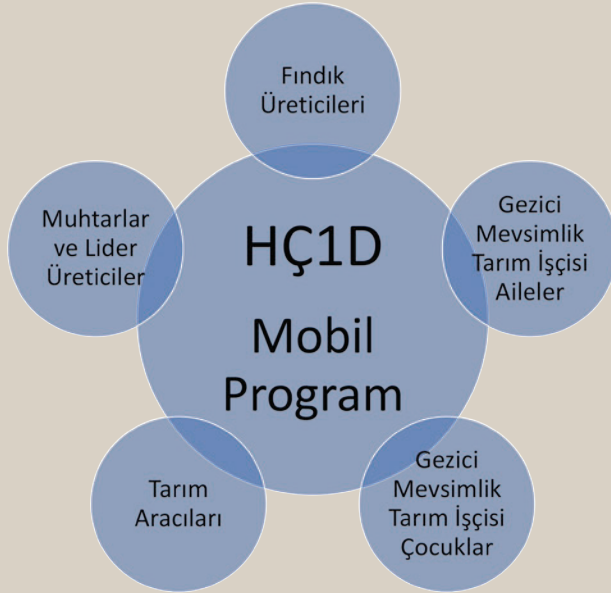 Fındık
Üreticileri
Muhtarlar
ve Lider
Üreticiler
HÇ1D
Mobil
Program
Gezici
Mevsimlik
Tarım İşçisi
Aileler
Tarım
Aracıları
Gezici
Mevsimlik
Tarım İşçisi
Çocuklar